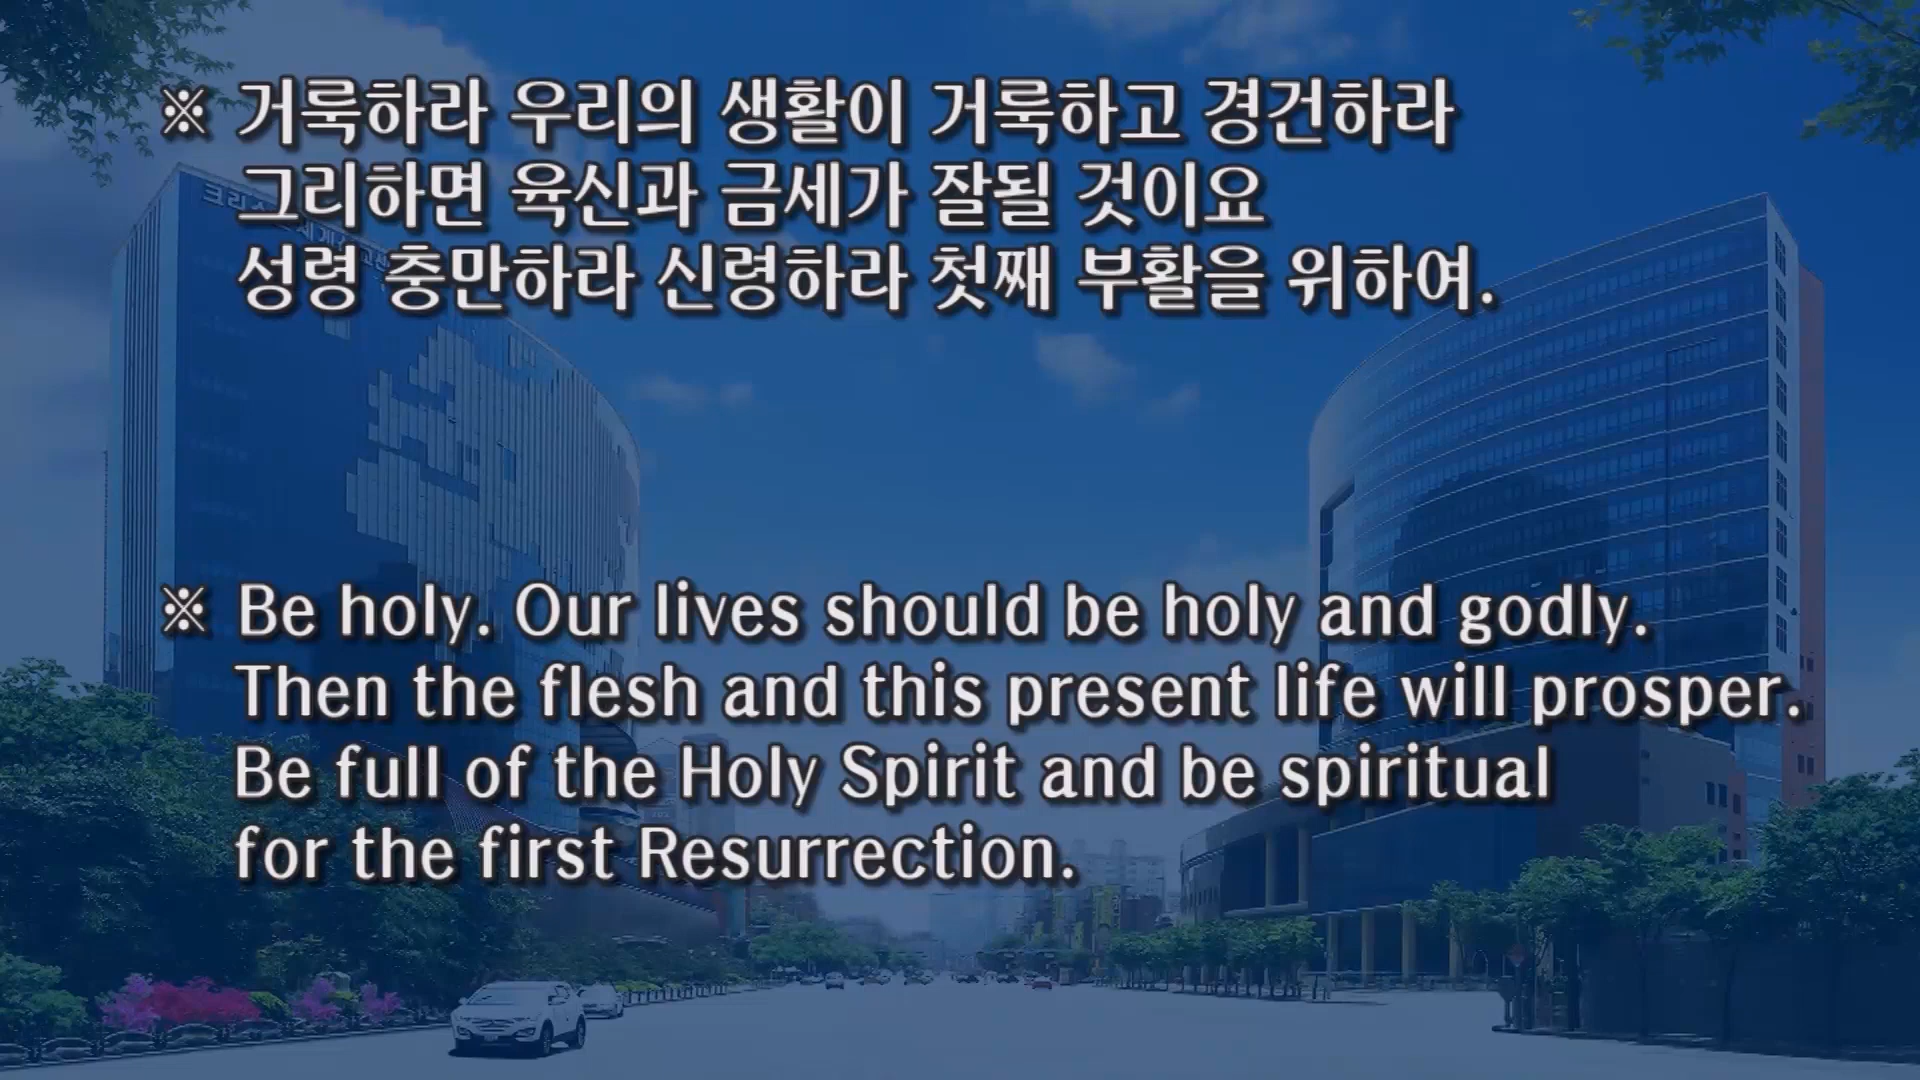 ※ 거룩하라 우리의 생활이 거룩하고 경건하라
그리하면 육신과 금세가 잘될 것이요
성령 충만하라 신령하라 첫째 부활을 위하여.
※ Be holy. Our lives should be holy and godly.
Then the flesh and this present life will prosper.
Be full of the Holy Spirit and be spiritual
for the first Resurrection.